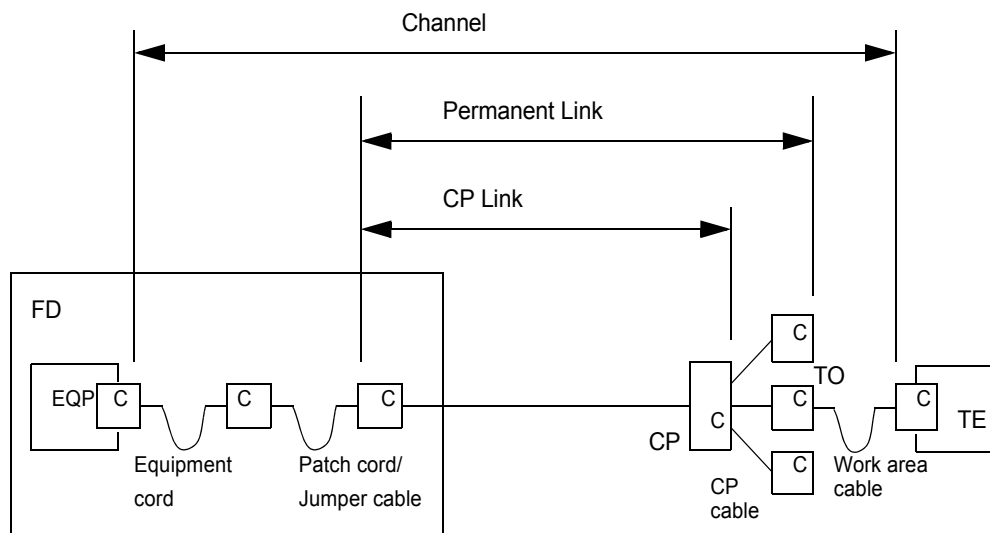 Channel
Permanent Link
CP Link
FD
EQP
C
C
C
C
CP
C
C
C
TO
C
TE
Equipment
cord
Patch cord/
Jumper cable
CP
cable
Work area
cable